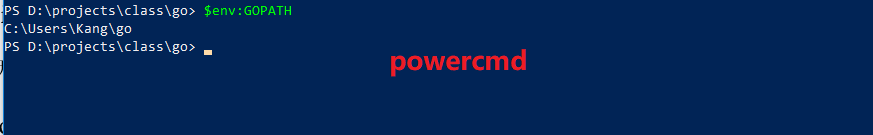 PS D:\projects\class\go> $env:GOPATH
C:\Users\Kang\go
PS D:\projects\class\go>
powercmd